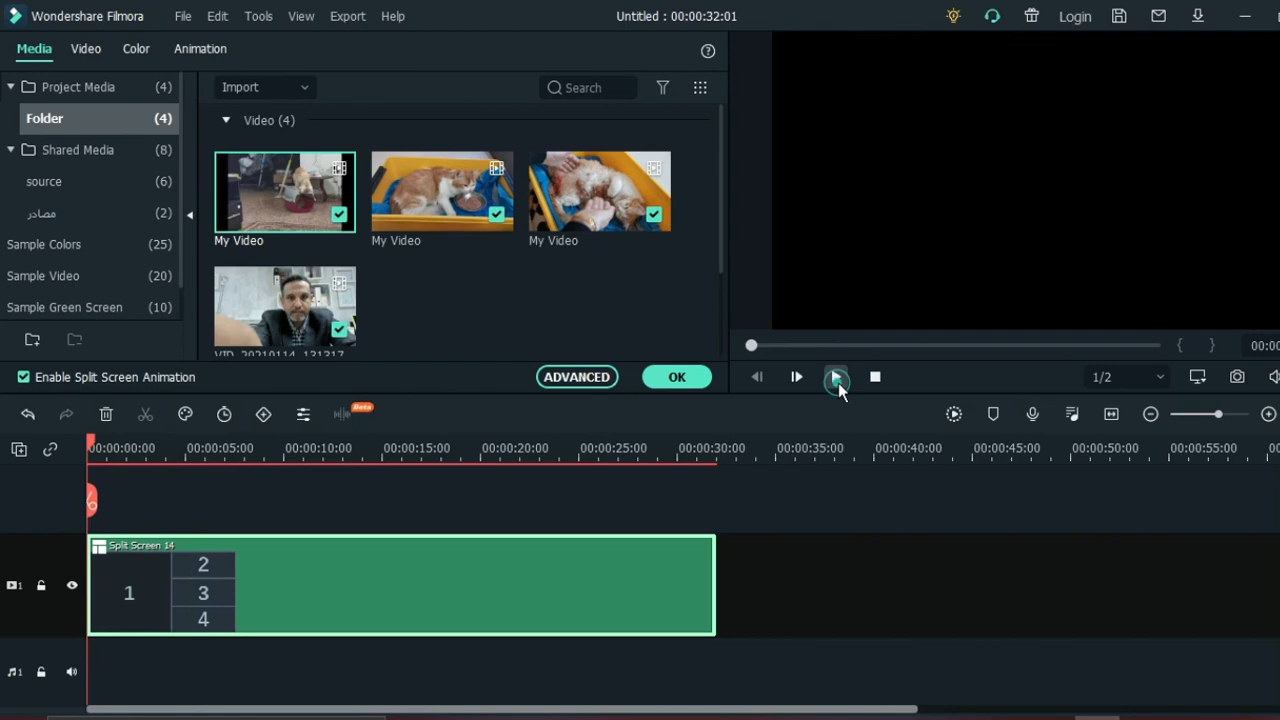 Wondershare Filmora File Edit Tools View Export Help Untitled : 00:00:32:01 Login
Media Video Color Animation
Project Media (4)
Folder (4)
Shared Media (8)
source (6)
مصادر (2)
Sample Colors (25)
Sample Video (20)
Sample Green Screen (10)
Import Search
Video (4)
My Video My Video My Video
VID_20210114_131317
Enable Split Screen Animation ADVANCED OK
1/2
Beta
00:00:00:00 00:00:05:00 00:00:10:00 00:00:15:00 00:00:20:00 00:00:25:00 00:00:30:00 00:00:35:00 00:00:40:00 00:00:45:00 00:00:50:00 00:00:55:00
Split Screen 14
1 2
3
4
1
1